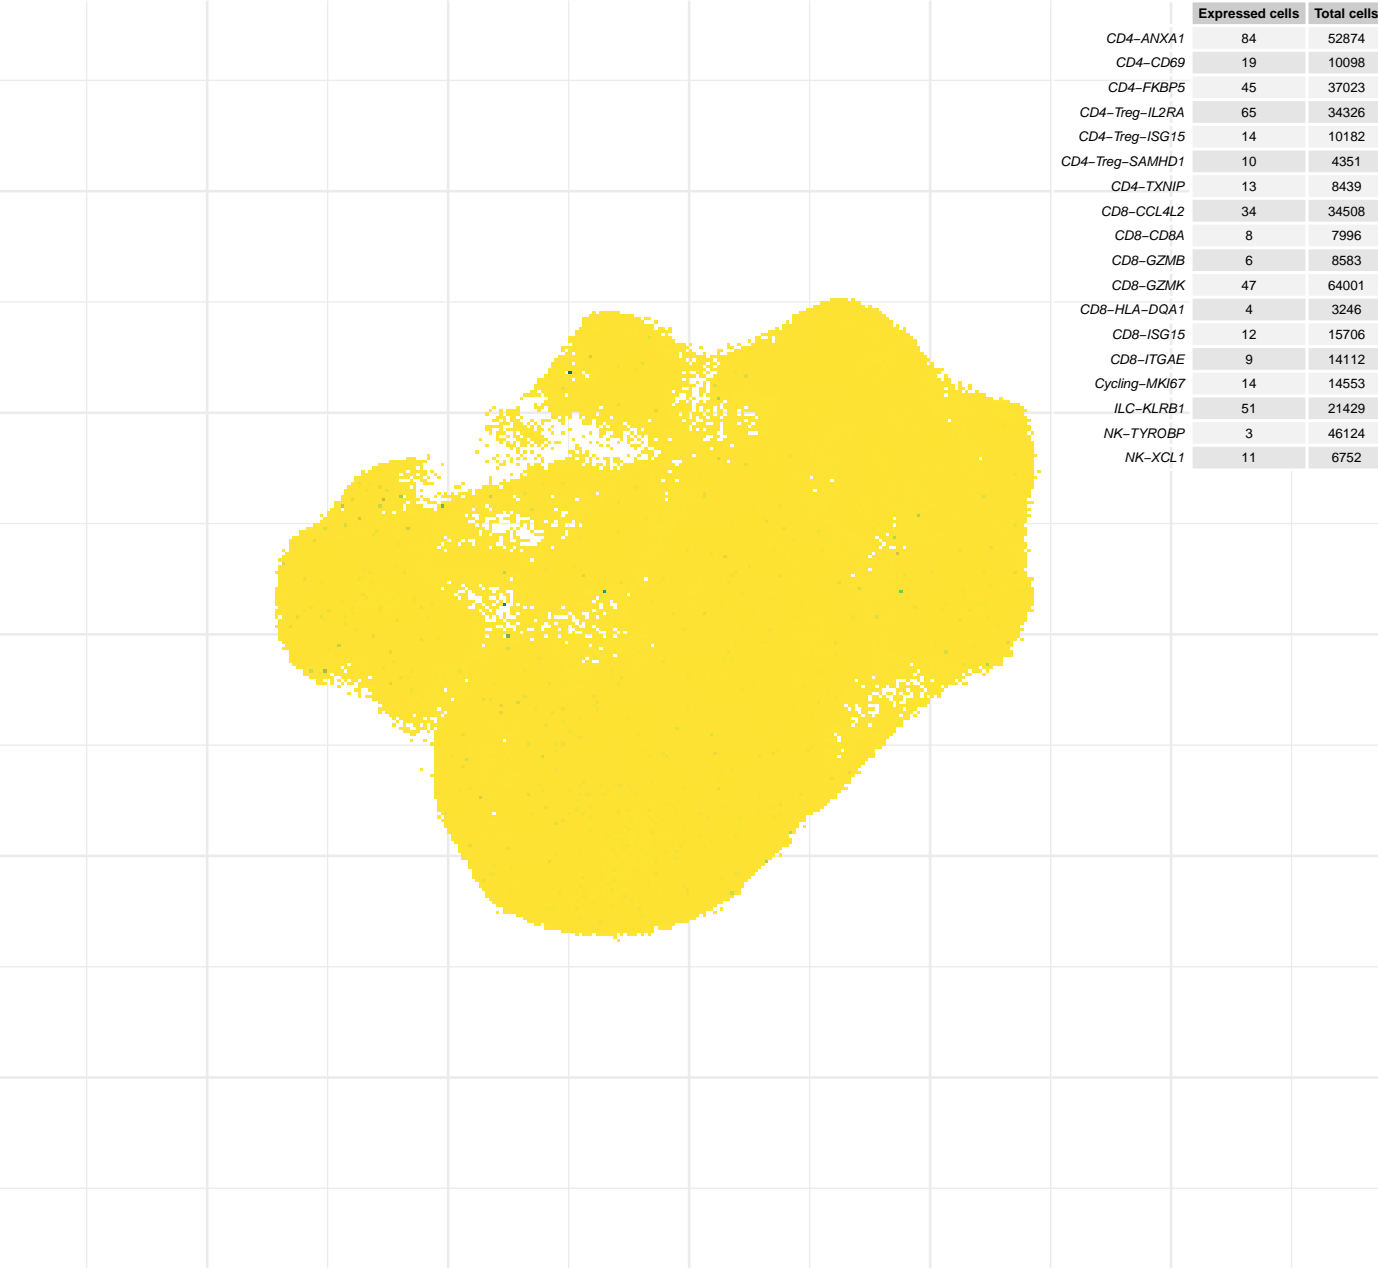 Expressed cells Total cells
CD4−ANXA1 84 52874
CD4−CD69 19 10098
CD4−FKBP5 45 37023
CD4−Treg−IL2RA 65 34326
CD4−Treg−ISG15 14 10182
CD4−Treg−SAMHD1 10 4351
CD4−TXNIP 13 8439
CD8−CCL4L2 34 34508
CD8−CD8A 8 7996
CD8−GZMB 6 8583
CD8−GZMK 47 64001
CD8−HLA−DQA1 4 3246
CD8−ISG15 12 15706
CD8−ITGAE 9 14112
Cycling−MKI67 14 14553
ILC−KLRB1 51 21429
NK−TYROBP 3 46124
NK−XCL1 11 6752